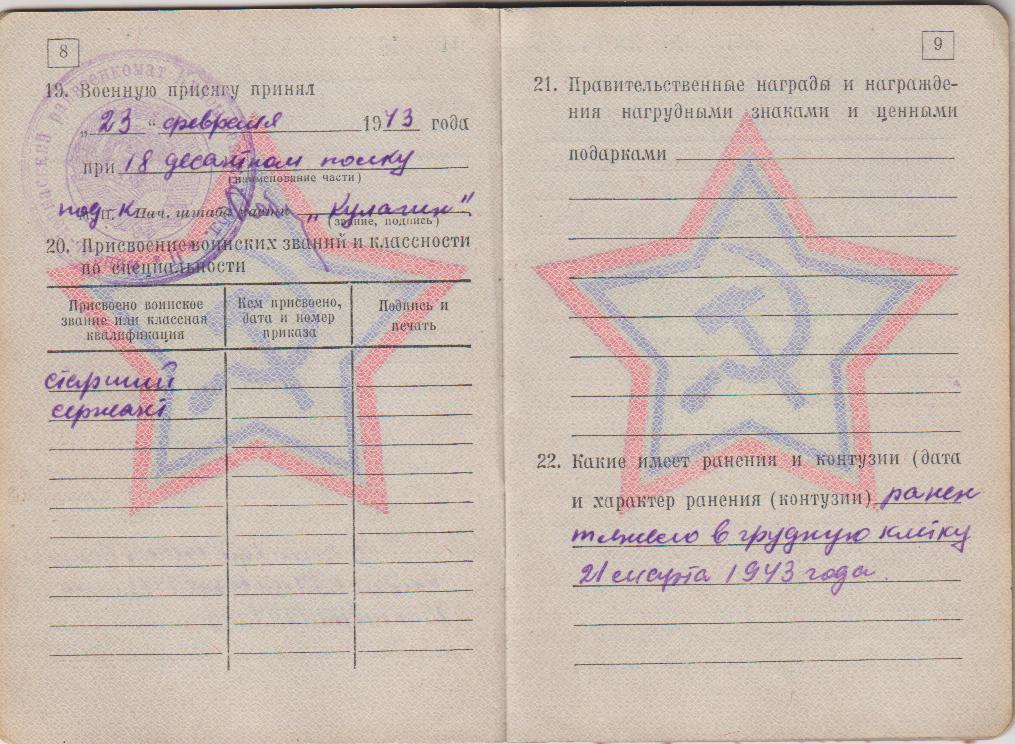 8
19. Военную присягу принял
„ 23 “ февраля 1943 года
при 18 десантном полку
(наименование части)
под-к Нач. штаба части „Кулагин"
(звание, подпись)
20. Присвоение воинских званий и классности
по специальности
Присвоено воинское
звание или классная
квалификация
Кем присвоено,
дата и номер
приказа
Подпись и
печать
старший
сержант
9
21. Правительственные награды и награжде-
ния нагрудными знаками и ценными
подарками
22. Какие имеет ранения и контузии (дата
и характер ранения (контузии) ранен
тяжело в грудную клетку
21 марта 1943 года.